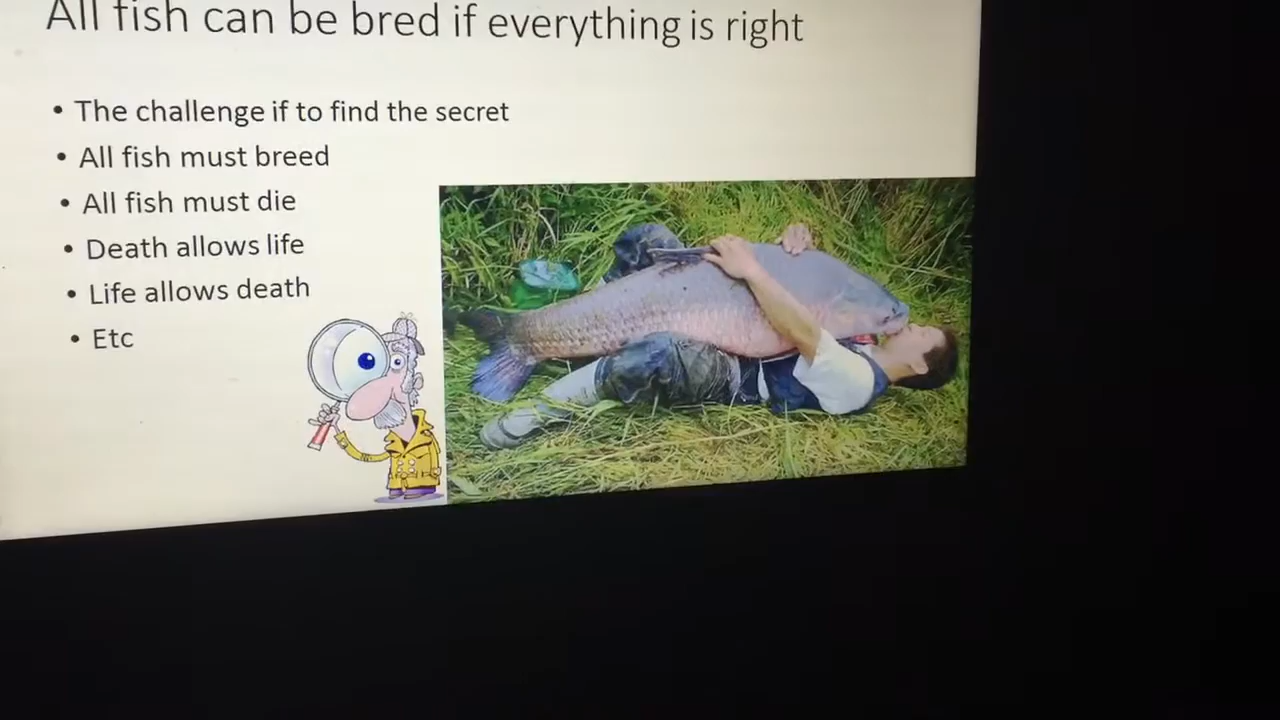 All fish can be bred if everything is right
• The challenge if to find the secret
• All fish must breed
• All fish must die
• Death allows life
• Life allows death
• Etc